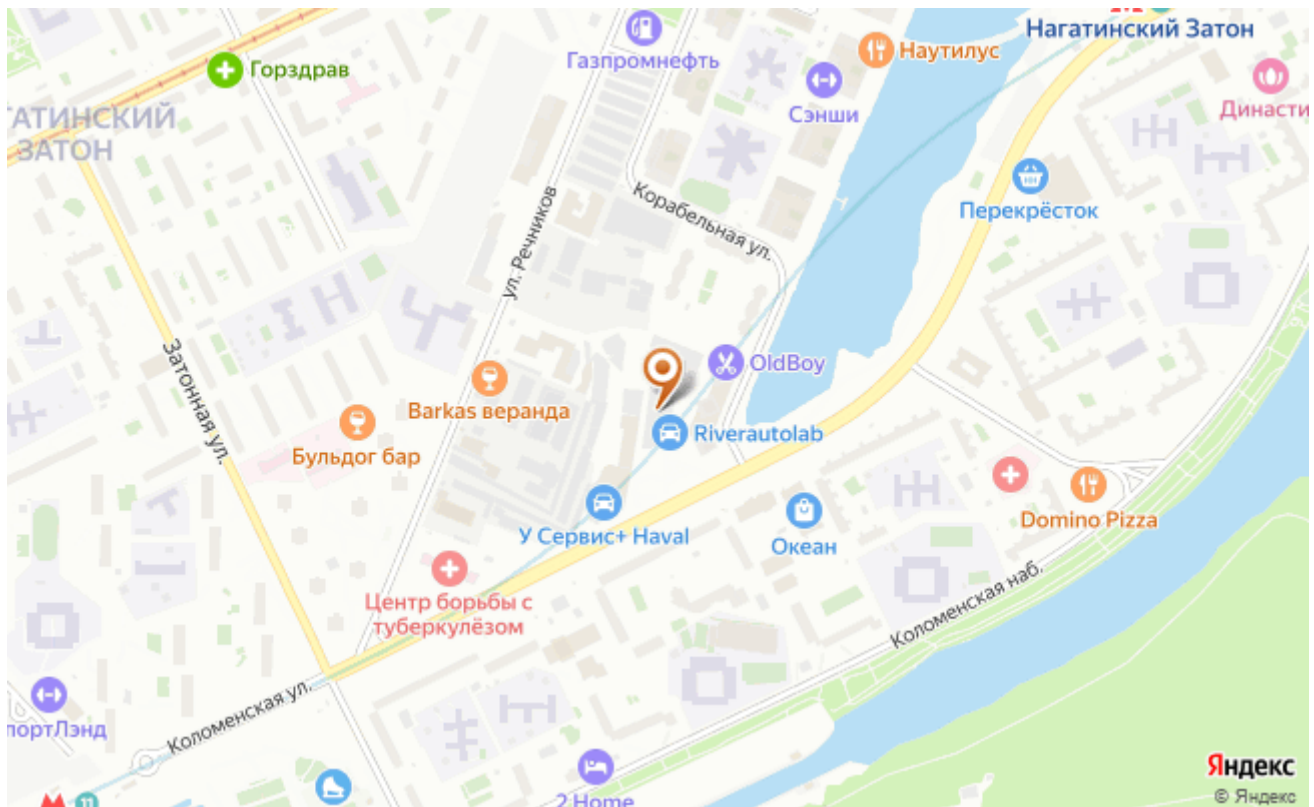 Нагатинский Затон
Газпромнефть
Наутилус
Горздрав
Сэнши
Династи
АТИНСКИЙ
ЗАТОН
Перекрёсток
Корабельная ул.
ул. Речников
OldBoy
Затонная ул.
Barkas веранда
Riverautolab
Бульдог бар
У Сервис+ Haval
Океан
Domino Pizza
Центр борьбы с
туберкулёзом
Коломенская наб.
Коломенская ул.
портЛэнд
Яндекс
© Яндекс
11
2 Home